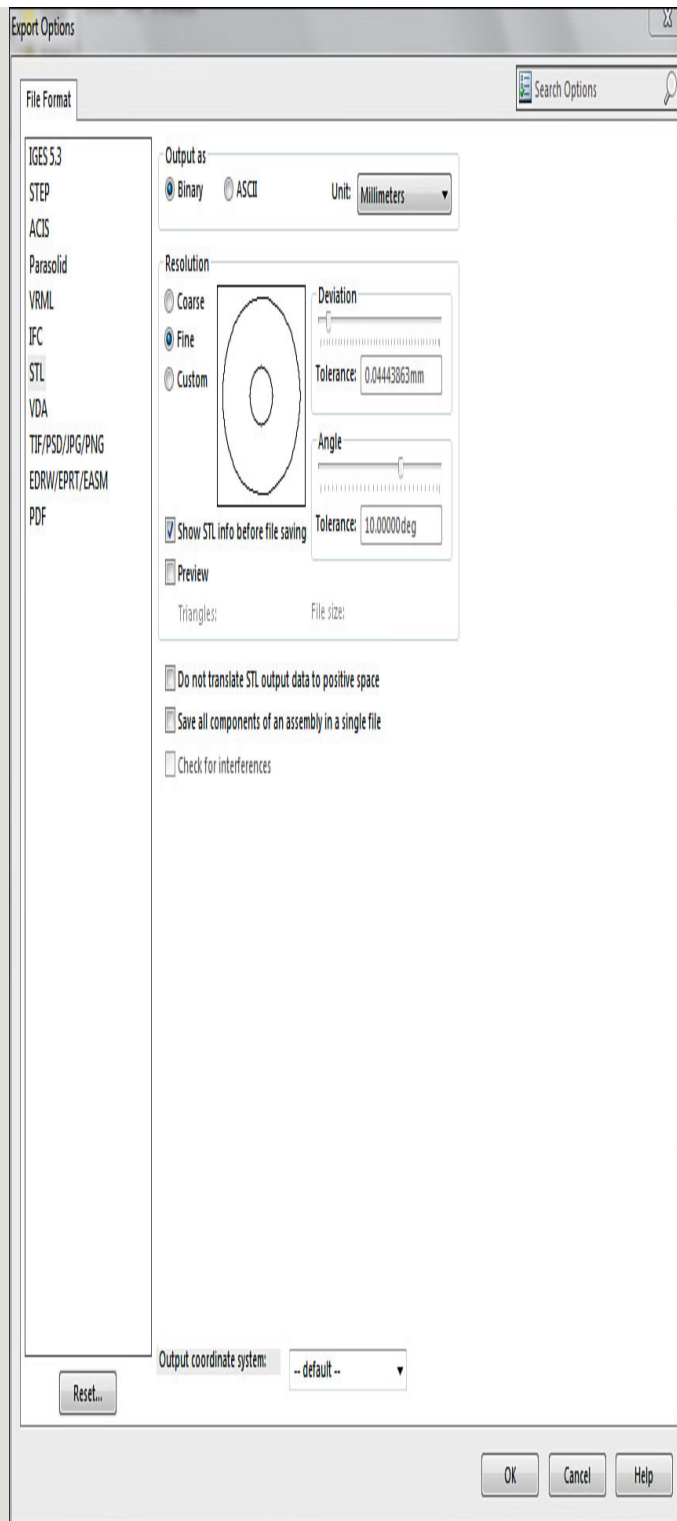 Export Options
X
File Format
Search Options
IGES 5.3
STEP
ACIS
Parasolid
VRML
IFC
STL
VDA
TIF/PSD/JPG/PNG
EDRW/EPRT/EASM
PDF
Output as
Binary ASCII Unit: Millimeters
Resolution
Coarse
Fine
Custom
Deviation
Tolerance: 0.04443863mm
Angle
Tolerance: 10.00000deg
Show STL info before file saving
Preview
Triangles: File size:
Do not translate STL output data to positive space
Save all components of an assembly in a single file
Check for interferences
Output coordinate system: -- default --
Reset...
OK Cancel Help